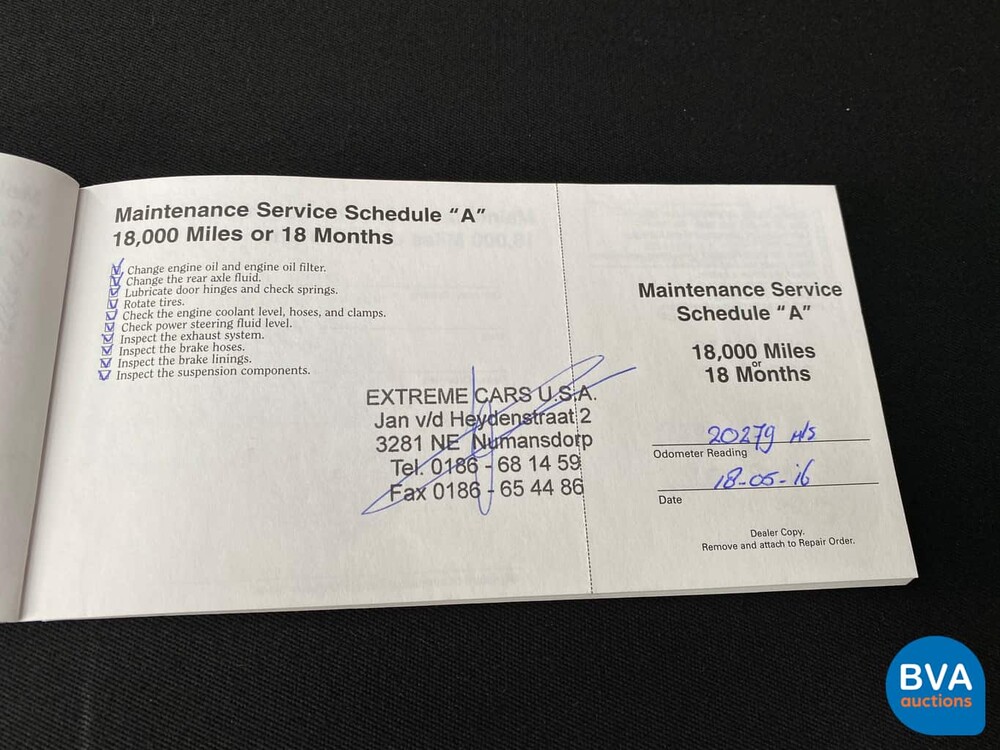 Maintenance Service Schedule “A”
18,000 Miles or 18 Months
Change engine oil and engine oil filter.
Change the rear axle fluid.
Lubricate door hinges and check springs.
Rotate tires.
Check the engine coolant level, hoses, and clamps.
Check power steering fluid level.
Inspect the exhaust system.
Inspect the brake hoses.
Inspect the brake linings.
Inspect the suspension components.
EXTREME CARS U.S.A.
Jan v/d Heydenstraat 2
3281 NE Numansdorp
Tel. 0186 - 68 14 59
Fax 0186 - 65 44 86
Maintenance Service
Schedule “A”
18,000 Miles
or
18 Months
20279
Odometer Reading
18-05-16
Date
Dealer Copy.
Remove and attach to Repair Order.
BVA
auctions